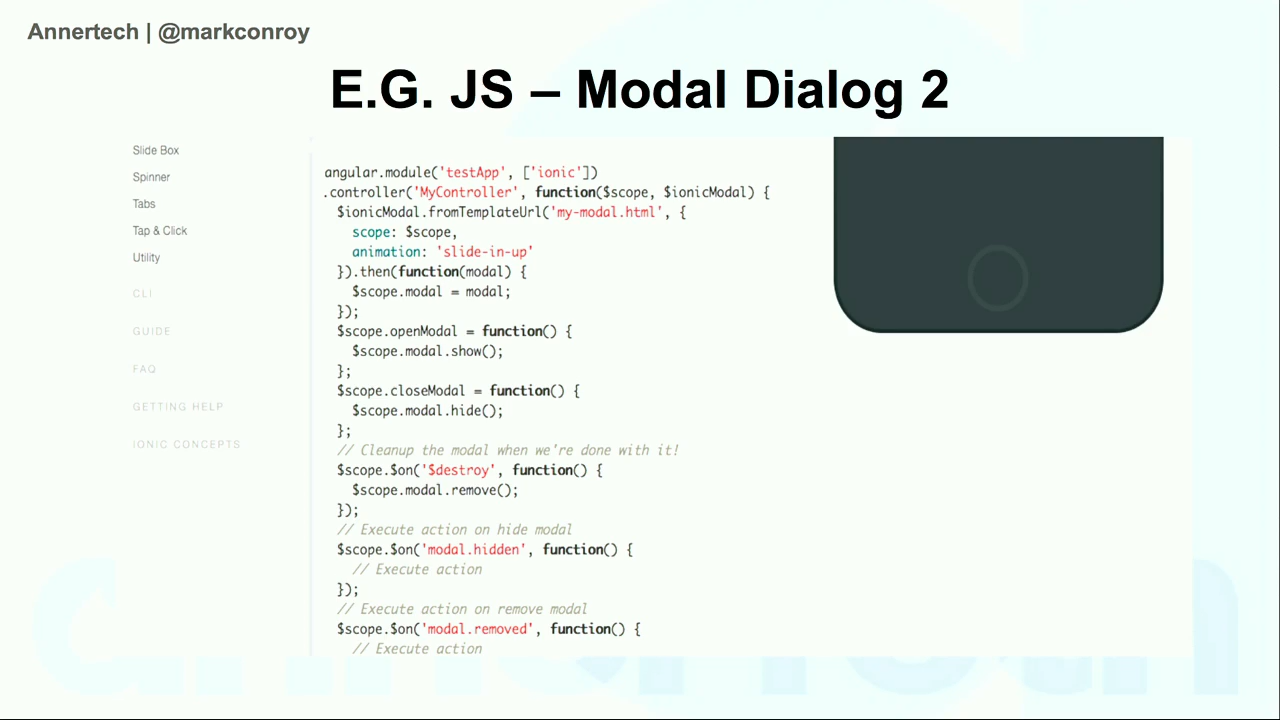 Annertech | @markconroy
E.G. JS – Modal Dialog 2
Slide Box
Spinner
Tabs
Tap & Click
Utility
CLI
GUIDE
FAQ
GETTING HELP
IONIC CONCEPTS
angular.module('testApp', ['ionic'])
.controller('MyController', function($scope, $ionicModal) {
$ionicModal.fromTemplateUrl('my-modal.html', {
scope: $scope,
animation: 'slide-in-up'
}).then(function(modal) {
$scope.modal = modal;
});
$scope.openModal = function() {
$scope.modal.show();
};
$scope.closeModal = function() {
$scope.modal.hide();
};
// Cleanup the modal when we're done with it!
$scope.$on('$destroy', function() {
$scope.modal.remove();
});
// Execute action on hide modal
$scope.$on('modal.hidden', function() {
// Execute action
});
// Execute action on remove modal
$scope.$on('modal.removed', function() {
// Execute action